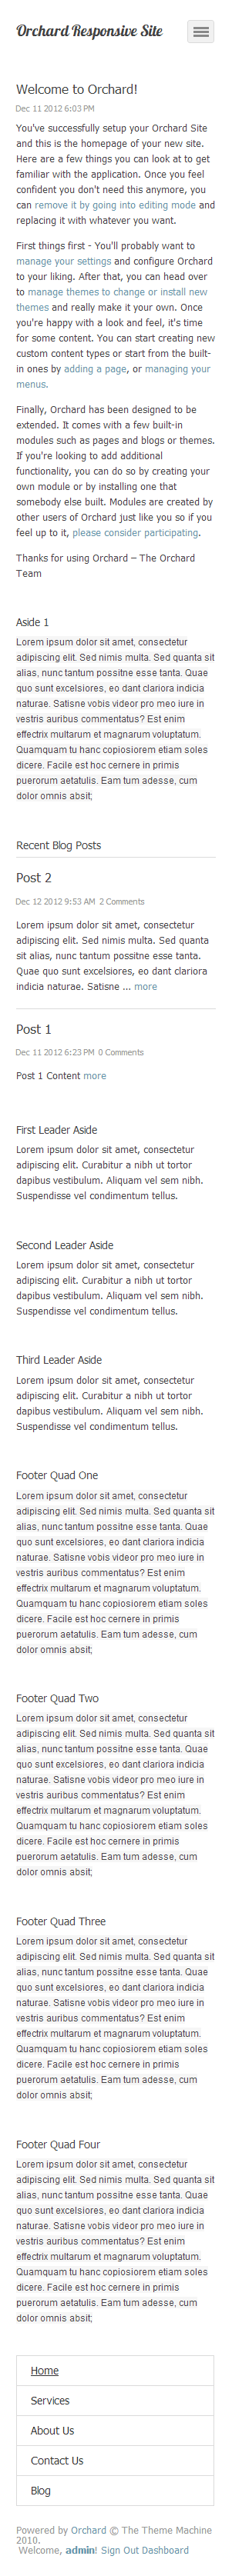 Orchard Responsive Site
Welcome to Orchard!
Dec 11 2012 6:03 PM
You've successfully setup your Orchard Site
and this is the homepage of your new site.
Here are a few things you can look at to get
familiar with the application. Once you feel
confident you don't need this anymore, you
can remove it by going into editing mode and
replacing it with whatever you want.
First things first - You'll probably want to
manage your settings and configure Orchard
to your liking. After that, you can head over
to manage themes to change or install new
themes and really make it your own. Once
you're happy with a look and feel, it's time
for some content. You can start creating new
custom content types or start from the built-
in ones by adding a page, or managing your
menus.
Finally, Orchard has been designed to be
extended. It comes with a few built-in
modules such as pages and blogs or themes.
If you're looking to add additional
functionality, you can do so by creating your
own module or by installing one that
somebody else built. Modules are created by
other users of Orchard just like you so if you
feel up to it, please consider participating.
Thanks for using Orchard – The Orchard
Team
Aside 1
Lorem ipsum dolor sit amet, consectetur
adipiscing elit. Sed nimis multa. Sed quanta sit
alias, nunc tantum possitne esse tanta. Quae
quo sunt excelsiores, eo dant clariora indicia
naturae. Satisne vobis videor pro meo iure in
vestris auribus commentatus? Est enim
effectrix multarum et magnarum voluptatum.
Quamquam tu hanc copiosiorem etiam soles
dicere. Facile est hoc cernere in primis
puerorum aetatulis. Eam tum adesse, cum
dolor omnis absit;
Recent Blog Posts
Post 2
Dec 12 2012 9:53 AM 2 Comments
Lorem ipsum dolor sit amet, consectetur
adipiscing elit. Sed nimis multa. Sed quanta
sit alias, nunc tantum possitne esse tanta.
Quae quo sunt excelsiores, eo dant clariora
indicia naturae. Satisne ... more
Post 1
Dec 11 2012 6:23 PM 0 Comments
Post 1 Content more
First Leader Aside
Lorem ipsum dolor sit amet, consectetur
adipiscing elit. Curabitur a nibh ut tortor
dapibus vestibulum. Aliquam vel sem nibh.
Suspendisse vel condimentum tellus.
Second Leader Aside
Lorem ipsum dolor sit amet, consectetur
adipiscing elit. Curabitur a nibh ut tortor
dapibus vestibulum. Aliquam vel sem nibh.
Suspendisse vel condimentum tellus.
Third Leader Aside
Lorem ipsum dolor sit amet, consectetur
adipiscing elit. Curabitur a nibh ut tortor
dapibus vestibulum. Aliquam vel sem nibh.
Suspendisse vel condimentum tellus.
Footer Quad One
Lorem ipsum dolor sit amet, consectetur
adipiscing elit. Sed nimis multa. Sed quanta sit
alias, nunc tantum possitne esse tanta. Quae
quo sunt excelsiores, eo dant clariora indicia
naturae. Satisne vobis videor pro meo iure in
vestris auribus commentatus? Est enim
effectrix multarum et magnarum voluptatum.
Quamquam tu hanc copiosiorem etiam soles
dicere. Facile est hoc cernere in primis
puerorum aetatulis. Eam tum adesse, cum
dolor omnis absit;
Footer Quad Two
Lorem ipsum dolor sit amet, consectetur
adipiscing elit. Sed nimis multa. Sed quanta sit
alias, nunc tantum possitne esse tanta. Quae
quo sunt excelsiores, eo dant clariora indicia
naturae. Satisne vobis videor pro meo iure in
vestris auribus commentatus? Est enim
effectrix multarum et magnarum voluptatum.
Quamquam tu hanc copiosiorem etiam soles
dicere. Facile est hoc cernere in primis
puerorum aetatulis. Eam tum adesse, cum
dolor omnis absit;
Footer Quad Three
Lorem ipsum dolor sit amet, consectetur
adipiscing elit. Sed nimis multa. Sed quanta sit
alias, nunc tantum possitne esse tanta. Quae
quo sunt excelsiores, eo dant clariora indicia
naturae. Satisne vobis videor pro meo iure in
vestris auribus commentatus? Est enim
effectrix multarum et magnarum voluptatum.
Quamquam tu hanc copiosiorem etiam soles
dicere. Facile est hoc cernere in primis
puerorum aetatulis. Eam tum adesse, cum
dolor omnis absit;
Footer Quad Four
Lorem ipsum dolor sit amet, consectetur
adipiscing elit. Sed nimis multa. Sed quanta sit
alias, nunc tantum possitne esse tanta. Quae
quo sunt excelsiores, eo dant clariora indicia
naturae. Satisne vobis videor pro meo iure in
vestris auribus commentatus? Est enim
effectrix multarum et magnarum voluptatum.
Quamquam tu hanc copiosiorem etiam soles
dicere. Facile est hoc cernere in primis
puerorum aetatulis. Eam tum adesse, cum
dolor omnis absit;
Home
Services
About Us
Contact Us
Blog
Powered by Orchard © The Theme Machine
2010.
Welcome, admin! Sign Out Dashboard